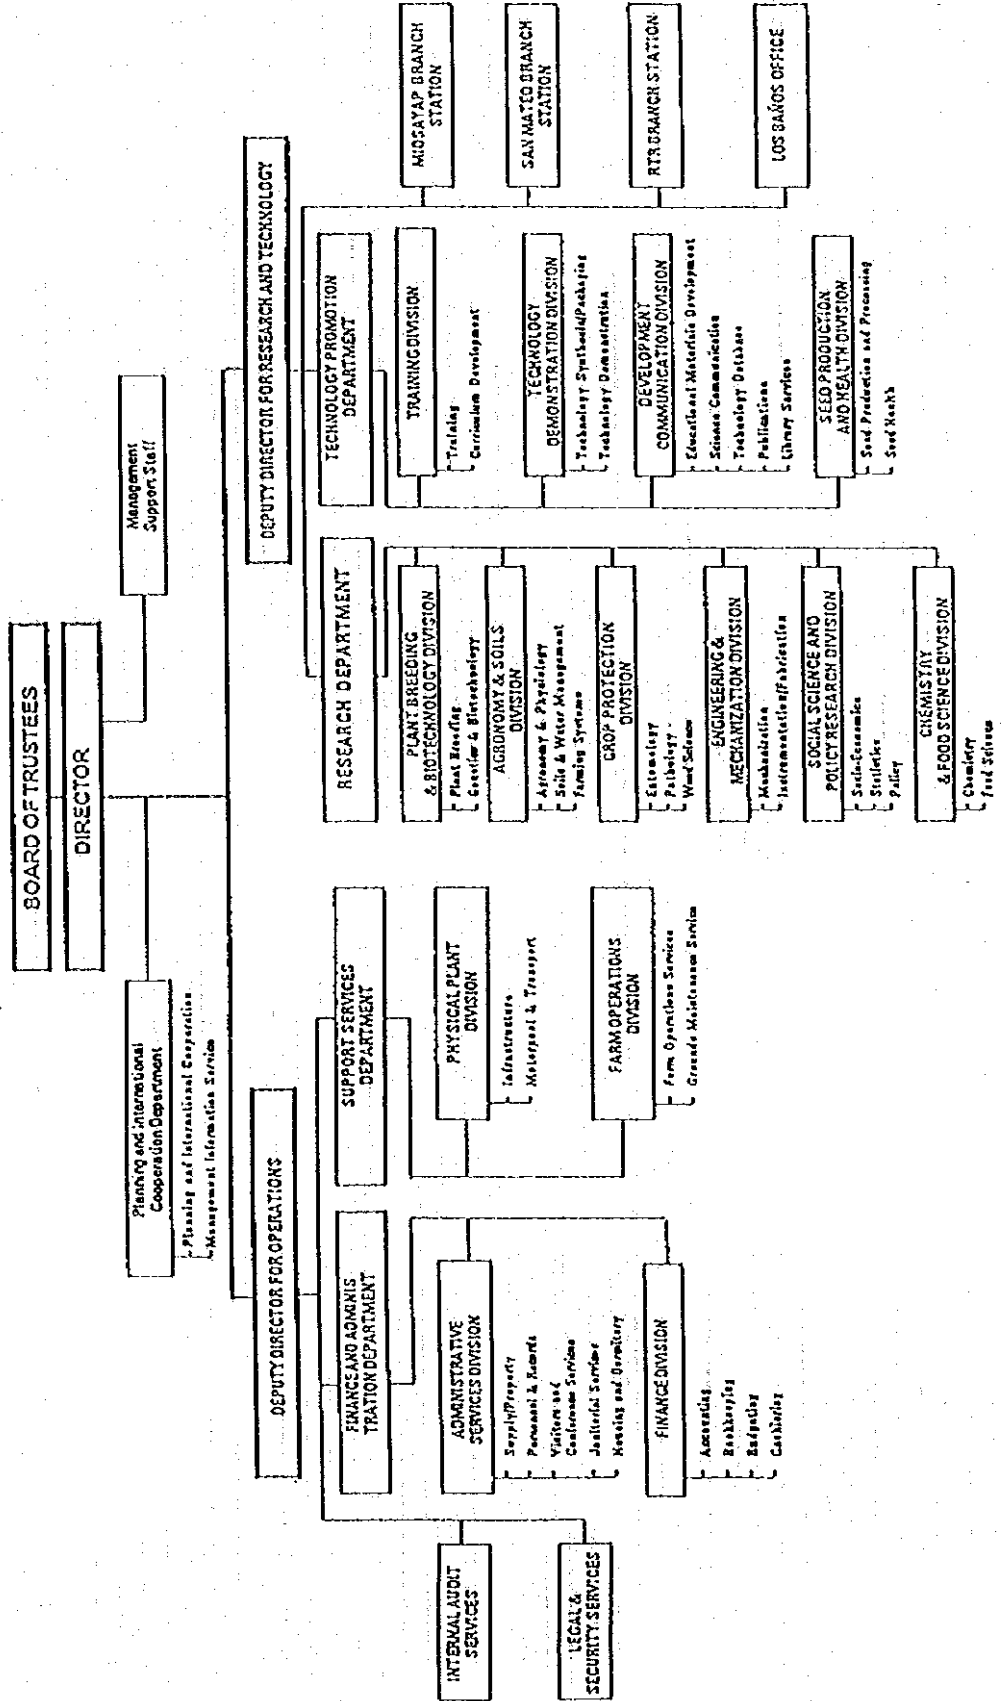 BOARD OF TRUSTEES
DIRECTOR
Planning and International
Cooperation Department
Planning and International Cooperation
Management Information Service
Management
Support Staff
DEPUTY DIRECTOR FOR OPERATIONS
DEPUTY DIRECTOR FOR RESEARCH AND TECHNOLOGY
FINANCE AND ADMINIS
TRATION DEPARTMENT
SUPPORT SERVICES
DEPARTMENT
RESEARCH DEPARTMENT
TECHNOLOGY PROMOTION
DEPARTMENT
INTERNAL AUDIT
SERVICES
LEGAL &
SECURITY SERVICES
ADMINISTRATIVE
SERVICES DIVISION
Supply/Property
Personnel & Records
Visitors and
Conference Services
Janitorial Services
Housing and Dormitory
FINANCE DIVISION
Accounting
Bookkeeping
Budgeting
Cashiering
PHYSICAL PLANT
DIVISION
Infrastructure
Motorpool & Transport
FARM OPERATIONS
DIVISION
Farm Operations Services
Grounds Maintenance Service
PLANT BREEDING
& BIOTECHNOLOGY DIVISION
Plant Breeding
Genetics & Biotechnology
AGRONOMY & SOILS
DIVISION
Agronomy & Physiology
Soils & Water Management
Farming Systems
CROP PROTECTION
DIVISION
Entomology
Pathology
Weed Science
ENGINEERING &
MECHANIZATION DIVISION
Mechanization
Instrumentation/Fabrication
SOCIAL SCIENCE AND
POLICY RESEARCH DIVISION
Socio-Economics
Statistics
Policy
CHEMISTRY
& FOOD SCIENCE DIVISION
Chemistry
Food Science
TRAINING DIVISION
Training
Curriculum Development
TECHNOLOGY
DEMONSTRATION DIVISION
Technology Synthesis/Packaging
Technology Demonstration
DEVELOPMENT
COMMUNICATION DIVISION
Educational Materials Development
Science Communication
Technology Database
Publications
Library Services
SEED PRODUCTION
AND HEALTH DIVISION
Seed Production and Processing
Seed Health
MIDSAYAP BRANCH
STATION
SAN MATEO BRANCH
STATION
RTR BRANCH STATION
LOS BAÑOS OFFICE